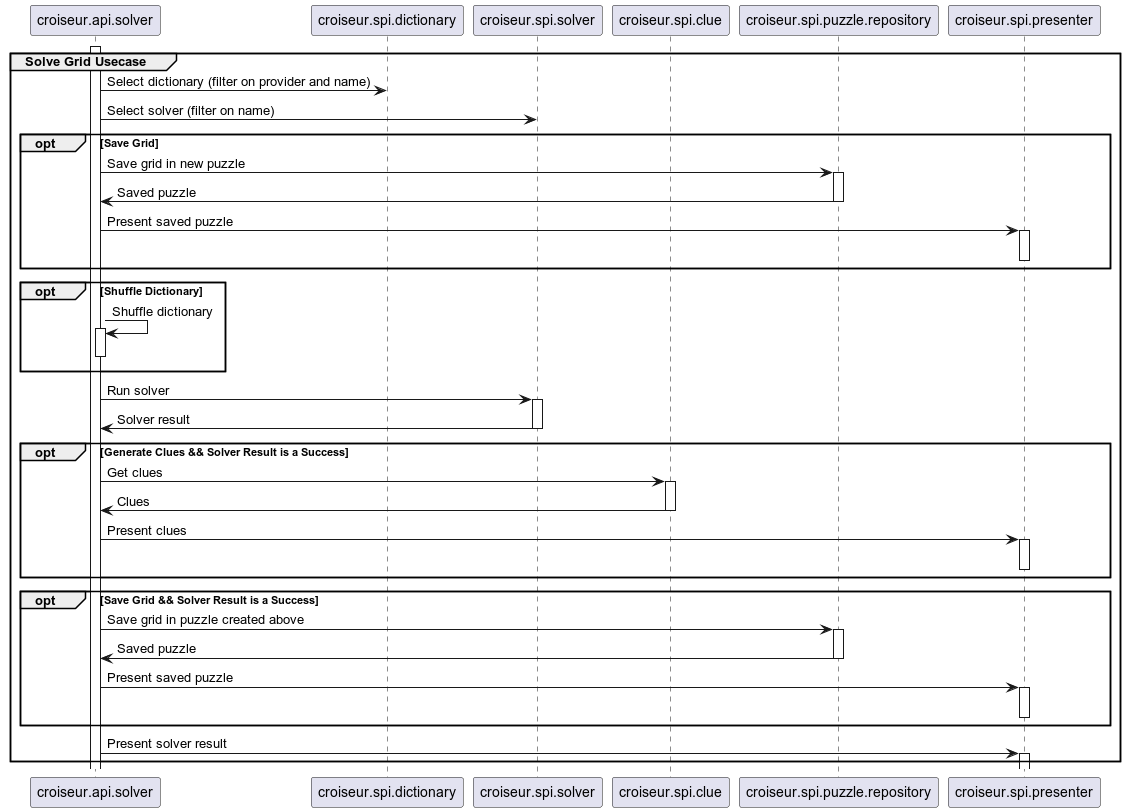 croiseur.api.solver
croiseur.spi.dictionary
croiseur.spi.solver
croiseur.spi.clue
croiseur.spi.puzzle.repository
croiseur.spi.presenter
Solve Grid Usecase
Select dictionary (filter on provider and name)
Select solver (filter on name)
opt
[Save Grid]
Save grid in new puzzle
Saved puzzle
Present saved puzzle
opt
[Shuffle Dictionary]
Shuffle dictionary
Run solver
Solver result
opt
[Generate Clues && Solver Result is a Success]
Get clues
Clues
Present clues
opt
[Save Grid && Solver Result is a Success]
Save grid in puzzle created above
Saved puzzle
Present saved puzzle
Present solver result
croiseur.api.solver
croiseur.spi.dictionary
croiseur.spi.solver
croiseur.spi.clue
croiseur.spi.puzzle.repository
croiseur.spi.presenter